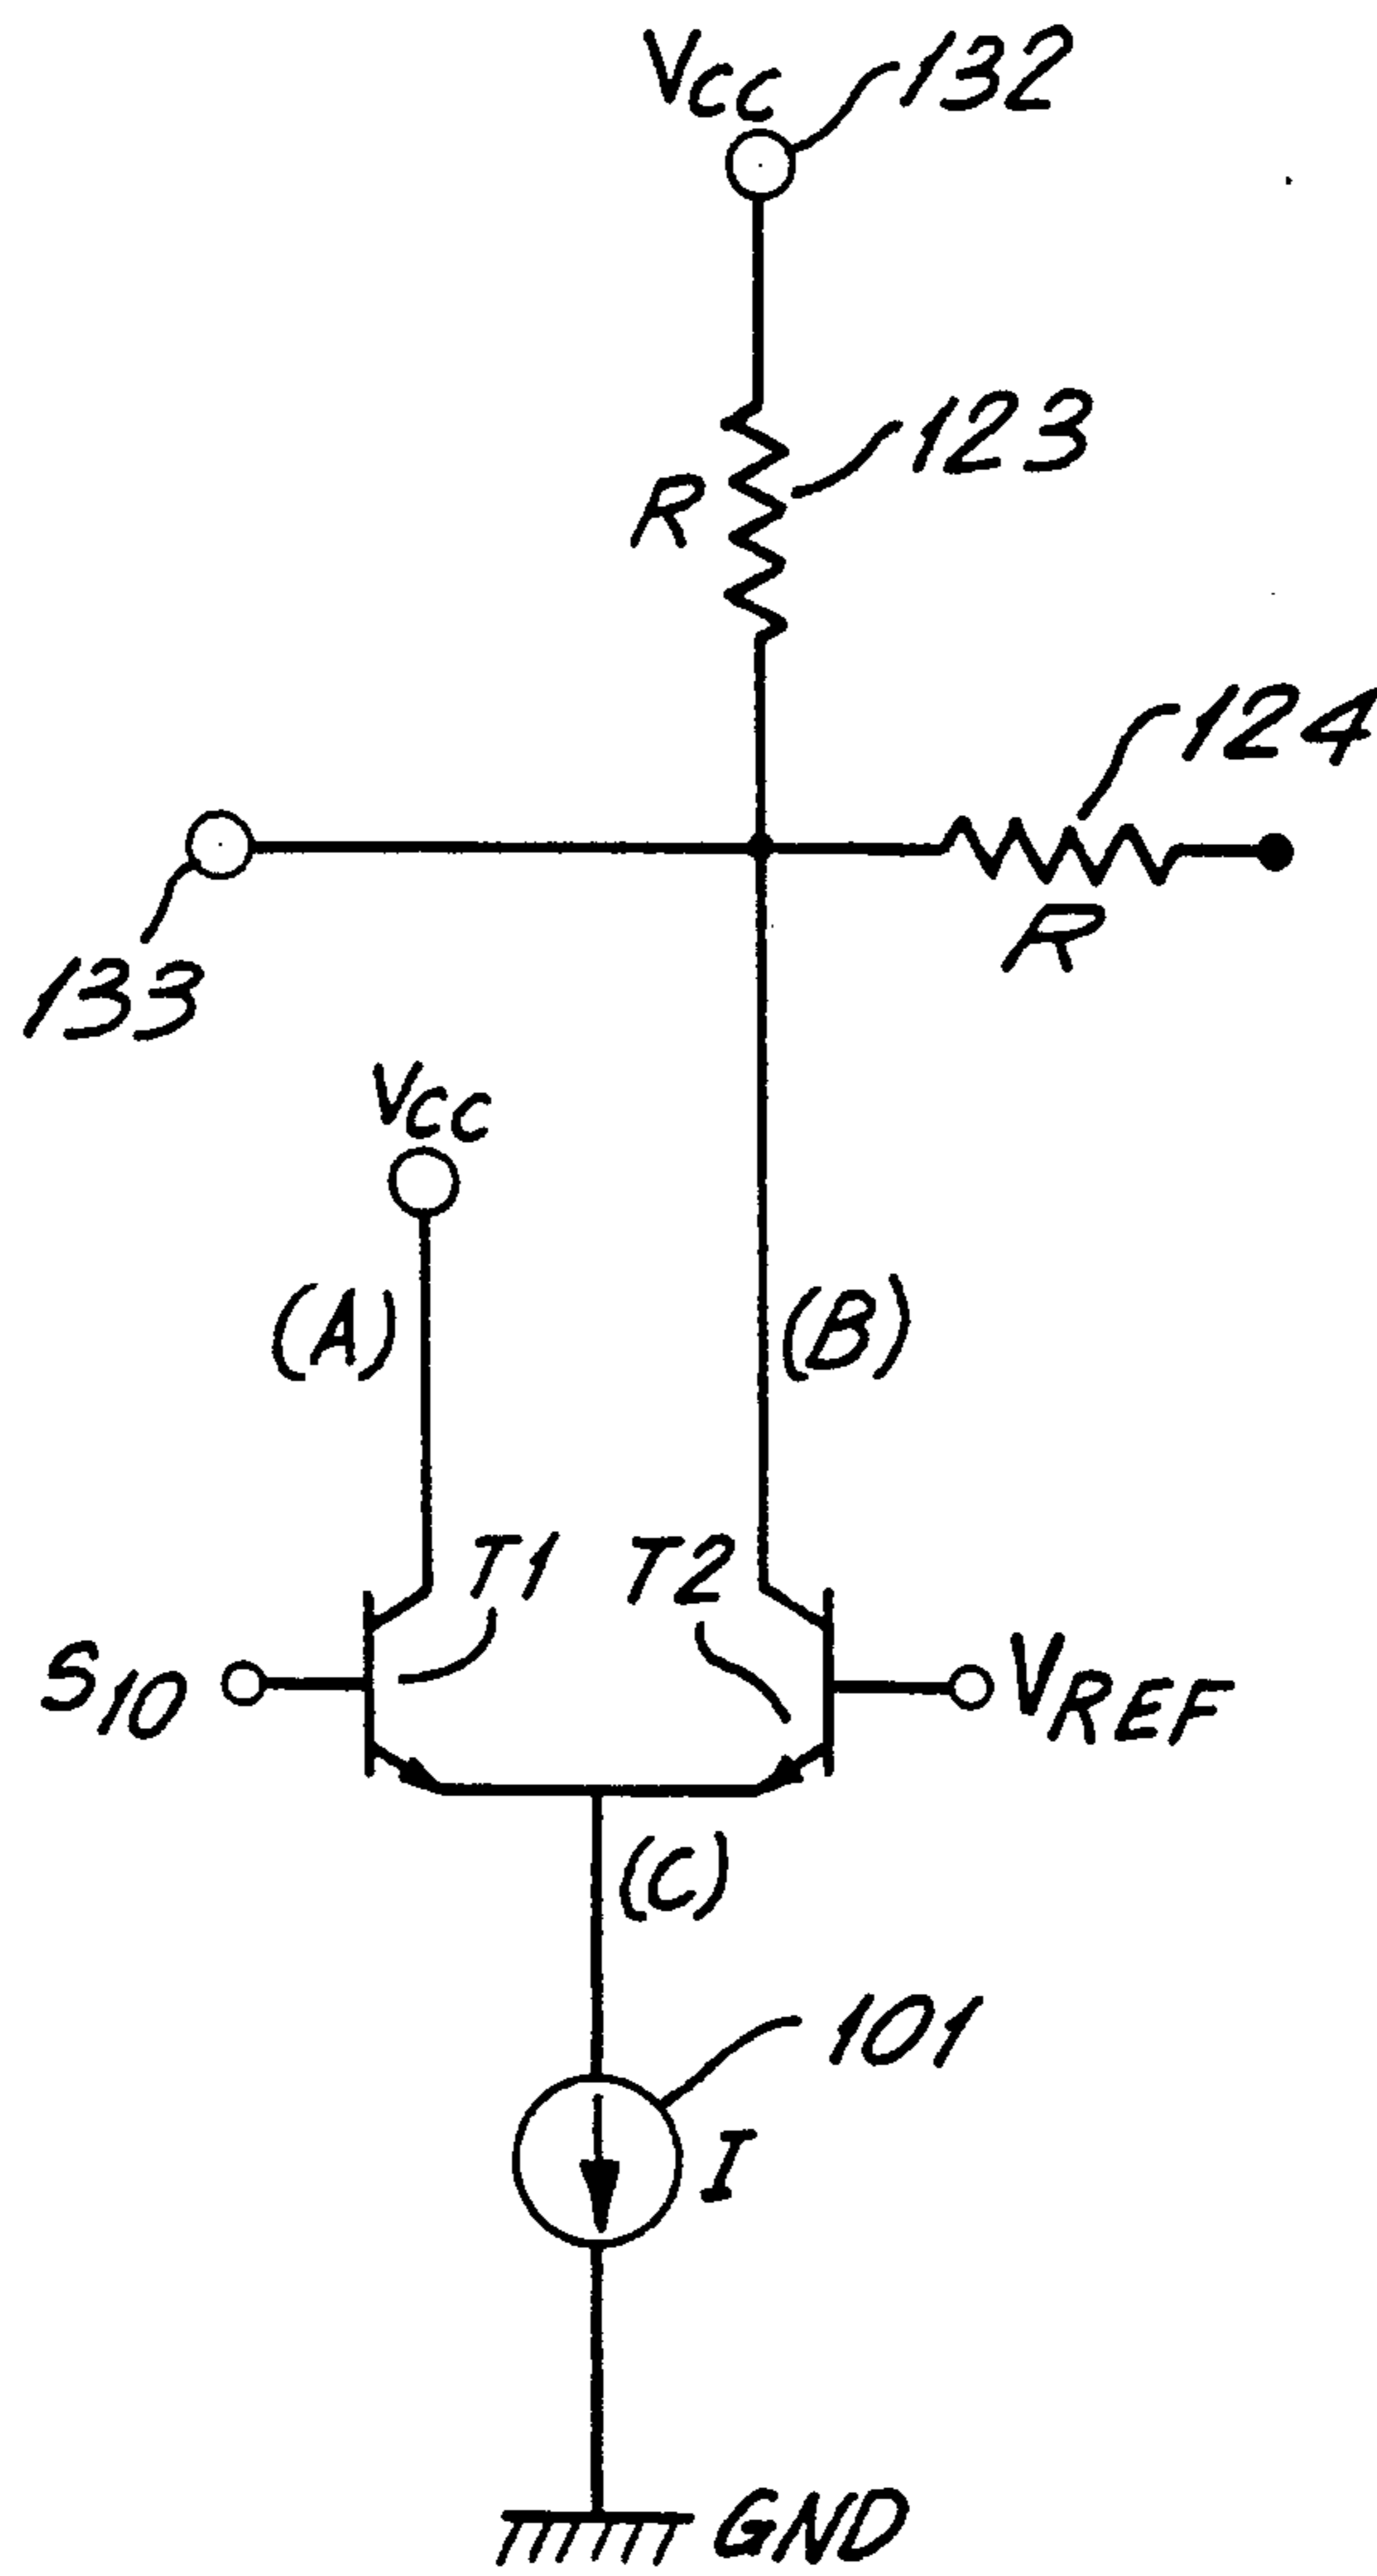 VCC 132
R 123
124
R
133
VCC
(A) (B)
T1 T2
S10 VREF
(C)
101
I
GND